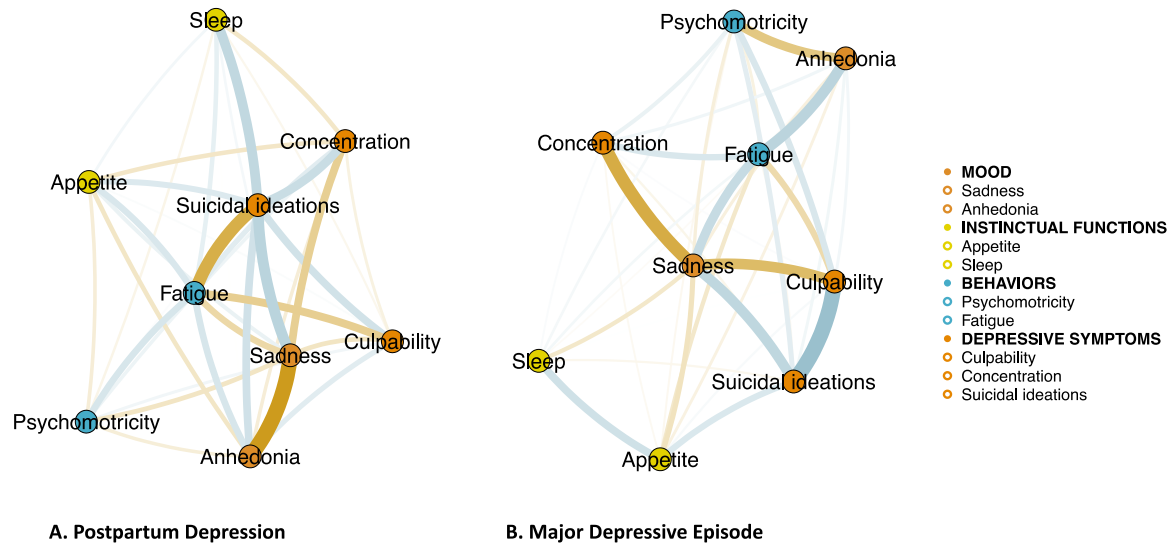 Sleep
Concentration
Appetite
Suicidal ideations
Fatigue
Culpability
Sadness
Psychomotricity
Anhedonia
A. Postpartum Depression
Psychomotricity
Anhedonia
Concentration
Fatigue
Sadness
Culpability
Sleep
Suicidal ideations
Appetite
B. Major Depressive Episode
MOOD
Sadness
Anhedonia
INSTINCTUAL FUNCTIONS
Appetite
Sleep
BEHAVIORS
Psychomotricity
Fatigue
DEPRESSIVE SYMPTOMS
Culpability
Concentration
Suicidal ideations